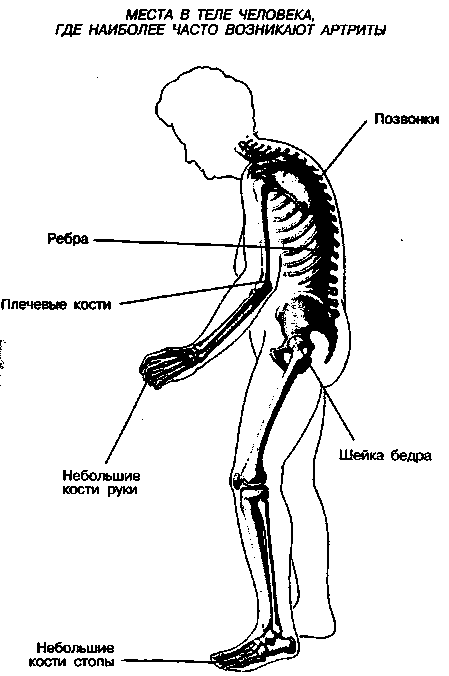 МЕСТА В ТЕЛЕ ЧЕЛОВЕКА,
ГДЕ НАИБОЛЕЕ ЧАСТО ВОЗНИКАЮТ АРТРИТЫ
Позвонки
Ребра
Плечевые кости
Шейка бедра
Небольшие
кости руки
Небольшие
кости стопы